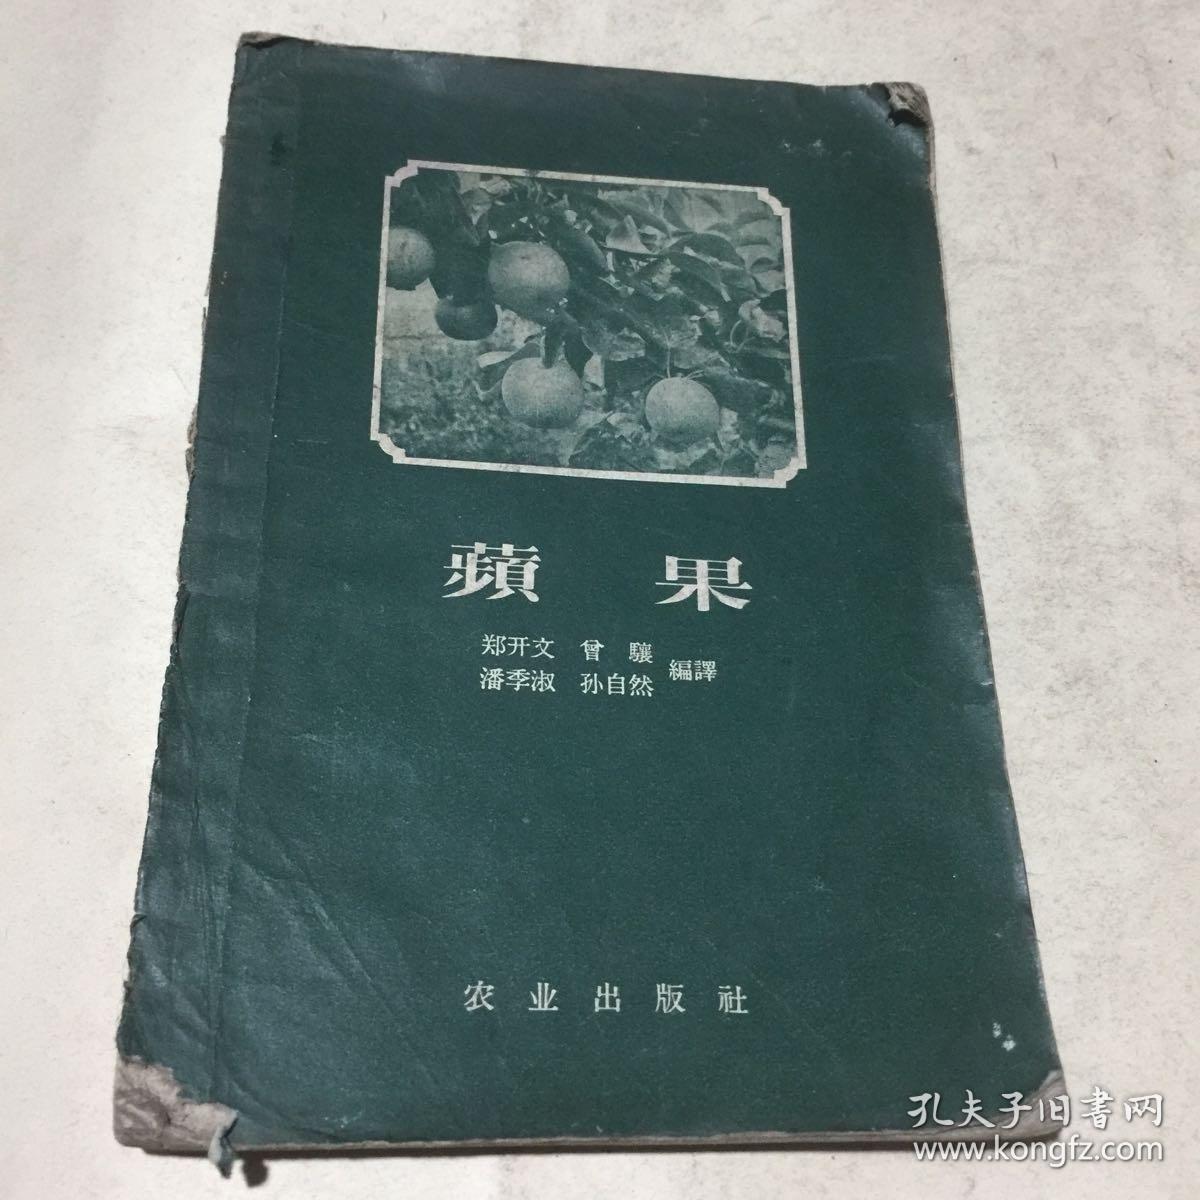 蘋果
郑开文 曾驤
潘季淑 孙自然 編譯
农业出版社
孔夫子旧書网
www.kongfz.com